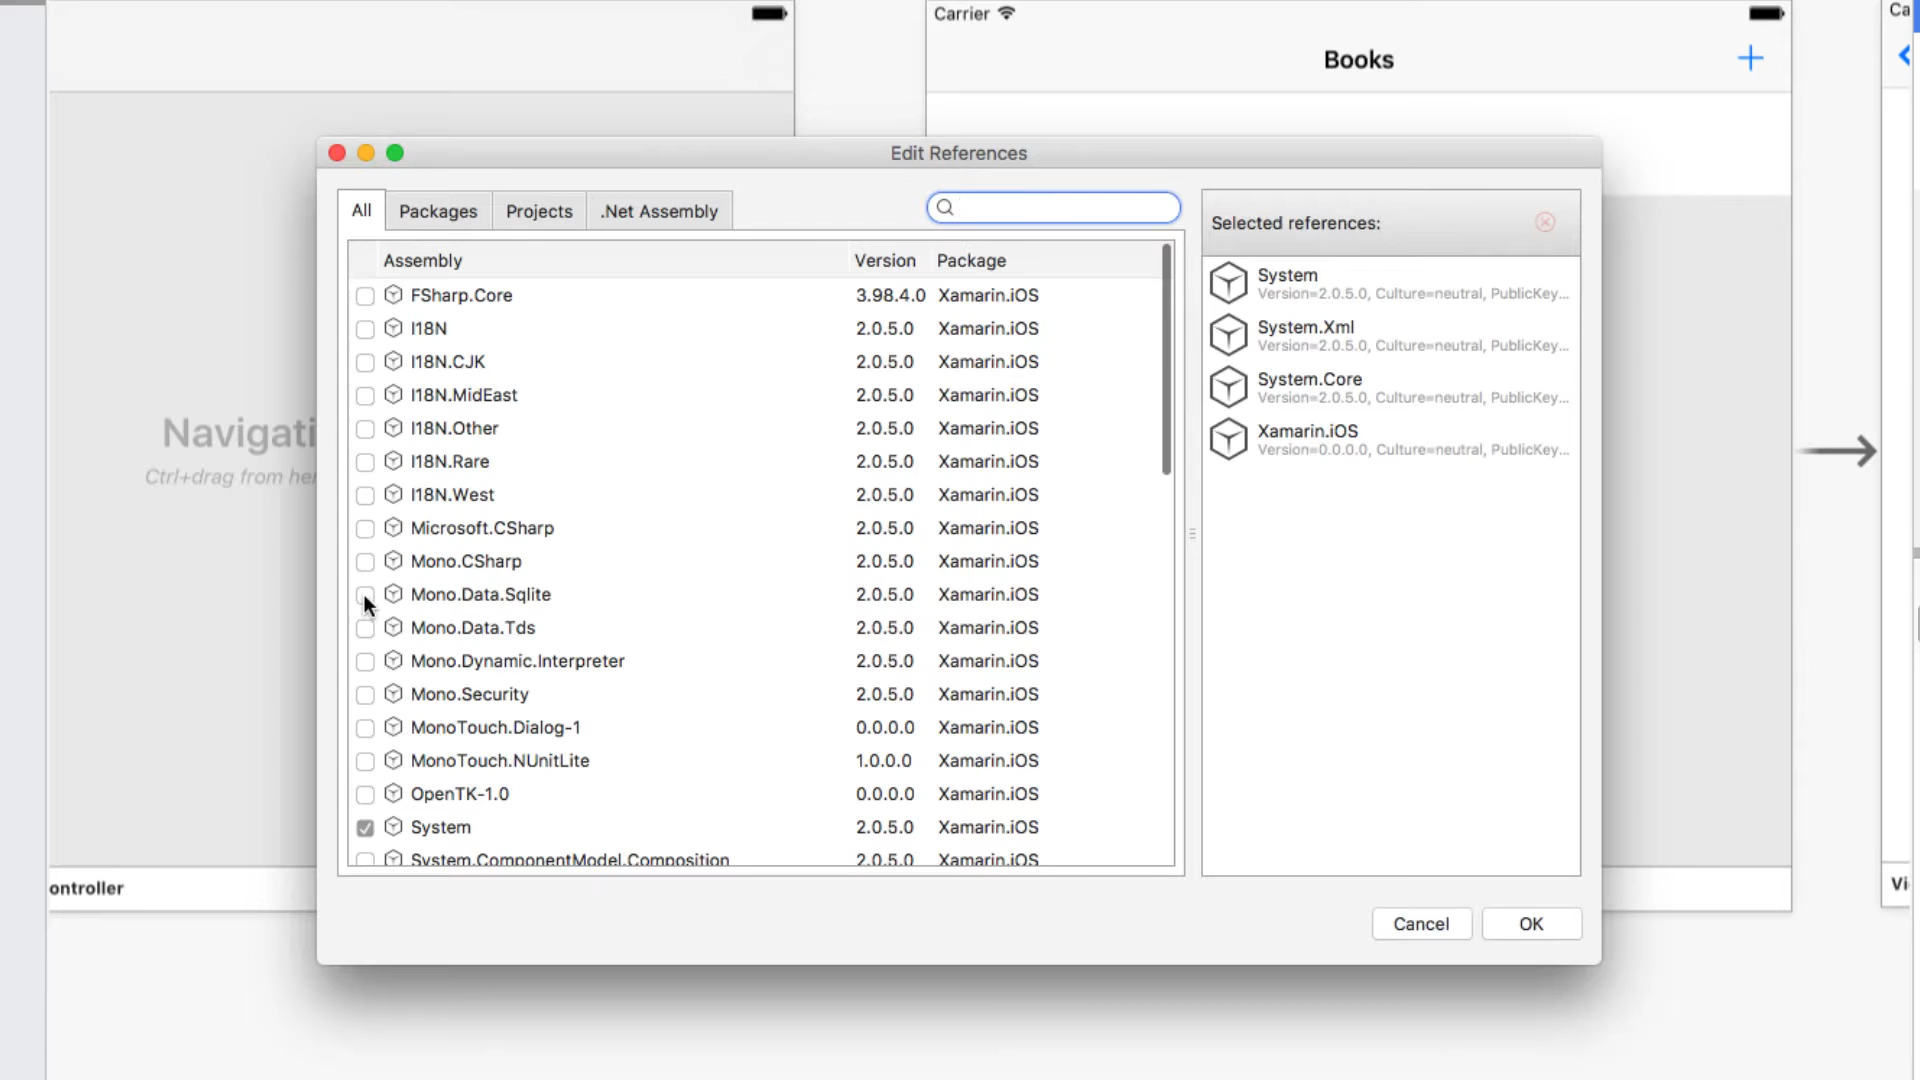 Carrier
Ca
Books
Edit References
All
Packages
Projects
.Net Assembly
Selected references:
Assembly Version Package
FSharp.Core 3.98.4.0 Xamarin.iOS
I18N 2.0.5.0 Xamarin.iOS
I18N.CJK 2.0.5.0 Xamarin.iOS
I18N.MidEast 2.0.5.0 Xamarin.iOS
I18N.Other 2.0.5.0 Xamarin.iOS
I18N.Rare 2.0.5.0 Xamarin.iOS
I18N.West 2.0.5.0 Xamarin.iOS
Microsoft.CSharp 2.0.5.0 Xamarin.iOS
Mono.CSharp 2.0.5.0 Xamarin.iOS
Mono.Data.Sqlite 2.0.5.0 Xamarin.iOS
Mono.Data.Tds 2.0.5.0 Xamarin.iOS
Mono.Dynamic.Interpreter 2.0.5.0 Xamarin.iOS
Mono.Security 2.0.5.0 Xamarin.iOS
MonoTouch.Dialog-1 0.0.0.0 Xamarin.iOS
MonoTouch.NUnitLite 1.0.0.0 Xamarin.iOS
OpenTK-1.0 0.0.0.0 Xamarin.iOS
System 2.0.5.0 Xamarin.iOS
System.ComponentModel.Composition 2.0.5.0 Xamarin.iOS
System
Version=2.0.5.0, Culture=neutral, PublicKey...
System.Xml
Version=2.0.5.0, Culture=neutral, PublicKey...
System.Core
Version=2.0.5.0, Culture=neutral, PublicKey...
Xamarin.iOS
Version=0.0.0.0, Culture=neutral, PublicKey...
Navigati
Ctrl+drag from her
ontroller
Vi
Cancel
OK